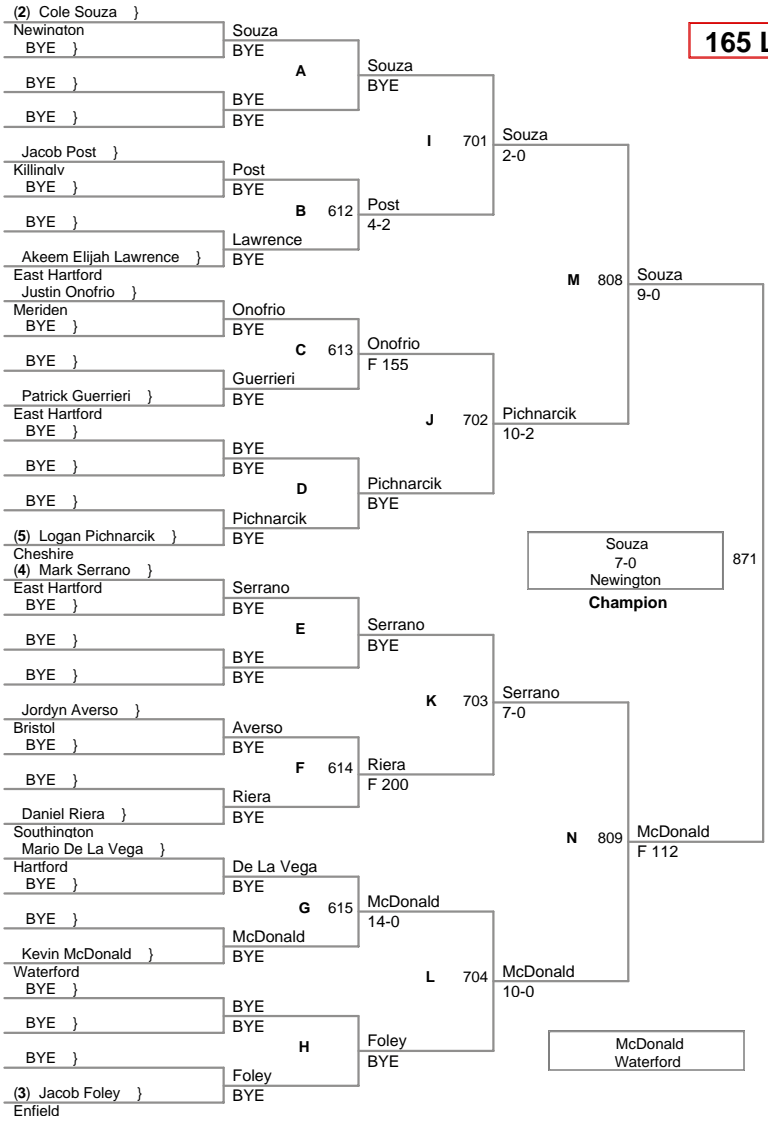 (2) Cole Souza }
Newington
BYE }
BYE }
BYE }
Jacob Post }
Killingly
BYE }
BYE }
Akeem Elijah Lawrence }
East Hartford
Justin Onofrio }
Meriden
BYE }
BYE }
Patrick Guerrieri }
East Hartford
BYE }
BYE }
BYE }
(5) Logan Pichnarcik }
Cheshire
(4) Mark Serrano }
East Hartford
BYE }
BYE }
BYE }
Jordyn Averso }
Bristol
BYE }
BYE }
Daniel Riera }
Southington
Mario De La Vega }
Hartford
BYE }
BYE }
Kevin McDonald }
Waterford
BYE }
BYE }
BYE }
(3) Jacob Foley }
Enfield
Souza
BYE
A
BYE
BYE
Post
BYE
B 612
Lawrence
BYE
Onofrio
BYE
C 613
Guerrieri
BYE
BYE
BYE
D
Pichnarcik
BYE
Serrano
BYE
E
BYE
BYE
Averso
BYE
F 614
Riera
BYE
De La Vega
BYE
G 615
McDonald
BYE
BYE
BYE
H
Foley
BYE
Souza
BYE
I 701
Post
4-2
Onofrio
F 155
J 702
Pichnarcik
BYE
Serrano
BYE
K 703
Riera
F 200
McDonald
14-0
L 704
Foley
BYE
Souza
2-0
M 808
Pichnarcik
10-2
Serrano
7-0
N 809
McDonald
10-0
165 L
Souza
9-0
McDonald
F 112
Souza
7-0
Newington
871
Champion
McDonald
Waterford